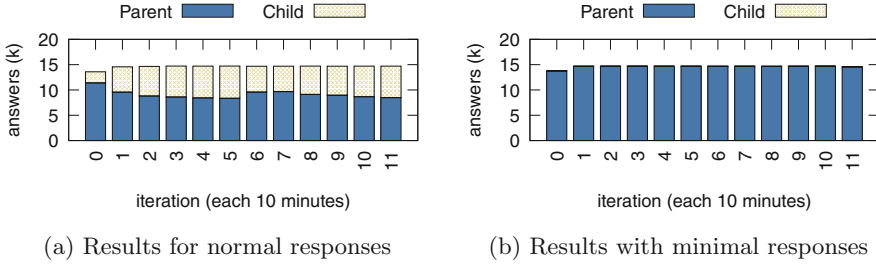 Parent Child
answers (k)
20
15
10
5
0
0 1 2 3 4 5 6 7 8 9 10 11
iteration (each 10 minutes)
(a) Results for normal responses
Parent Child
answers (k)
20
15
10
5
0
0 1 2 3 4 5 6 7 8 9 10 11
iteration (each 10 minutes)
(b) Results with minimal responses